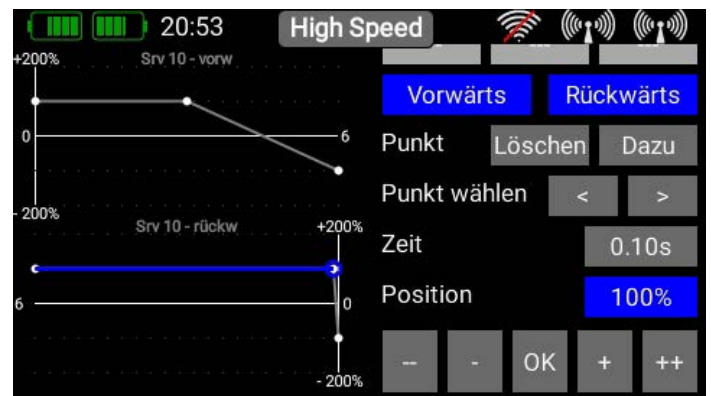 20:53 High Speed
+200% Srv 10 - vorw
0 6
- 200%
Srv 10 - rückw +200%
6 0
- 200%
- --- ---
Vorwärts Rückwärts
Punkt Löschen Dazu
Punkt wählen < >
Zeit 0.10s
Position 100%
-- - OK + ++